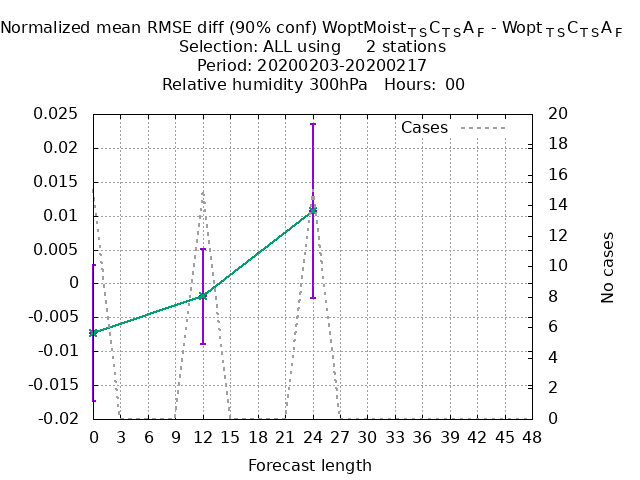 Normalized mean RMSE diff (90% conf) WoptMoist_TSC_TSA_F - Wopt_TSC_TSA_F
Selection: ALL using 2 stations
Period: 20200203-20200217
Relative humidity 300hPa Hours: 00
Cases
0.025
0.02
0.015
0.01
0.005
0
-0.005
-0.01
-0.015
-0.02
20
18
16
14
12
10
8
6
4
2
0
No cases
0 3 6 9 12 15 18 21 24 27 30 33 36 39 42 45 48
Forecast length